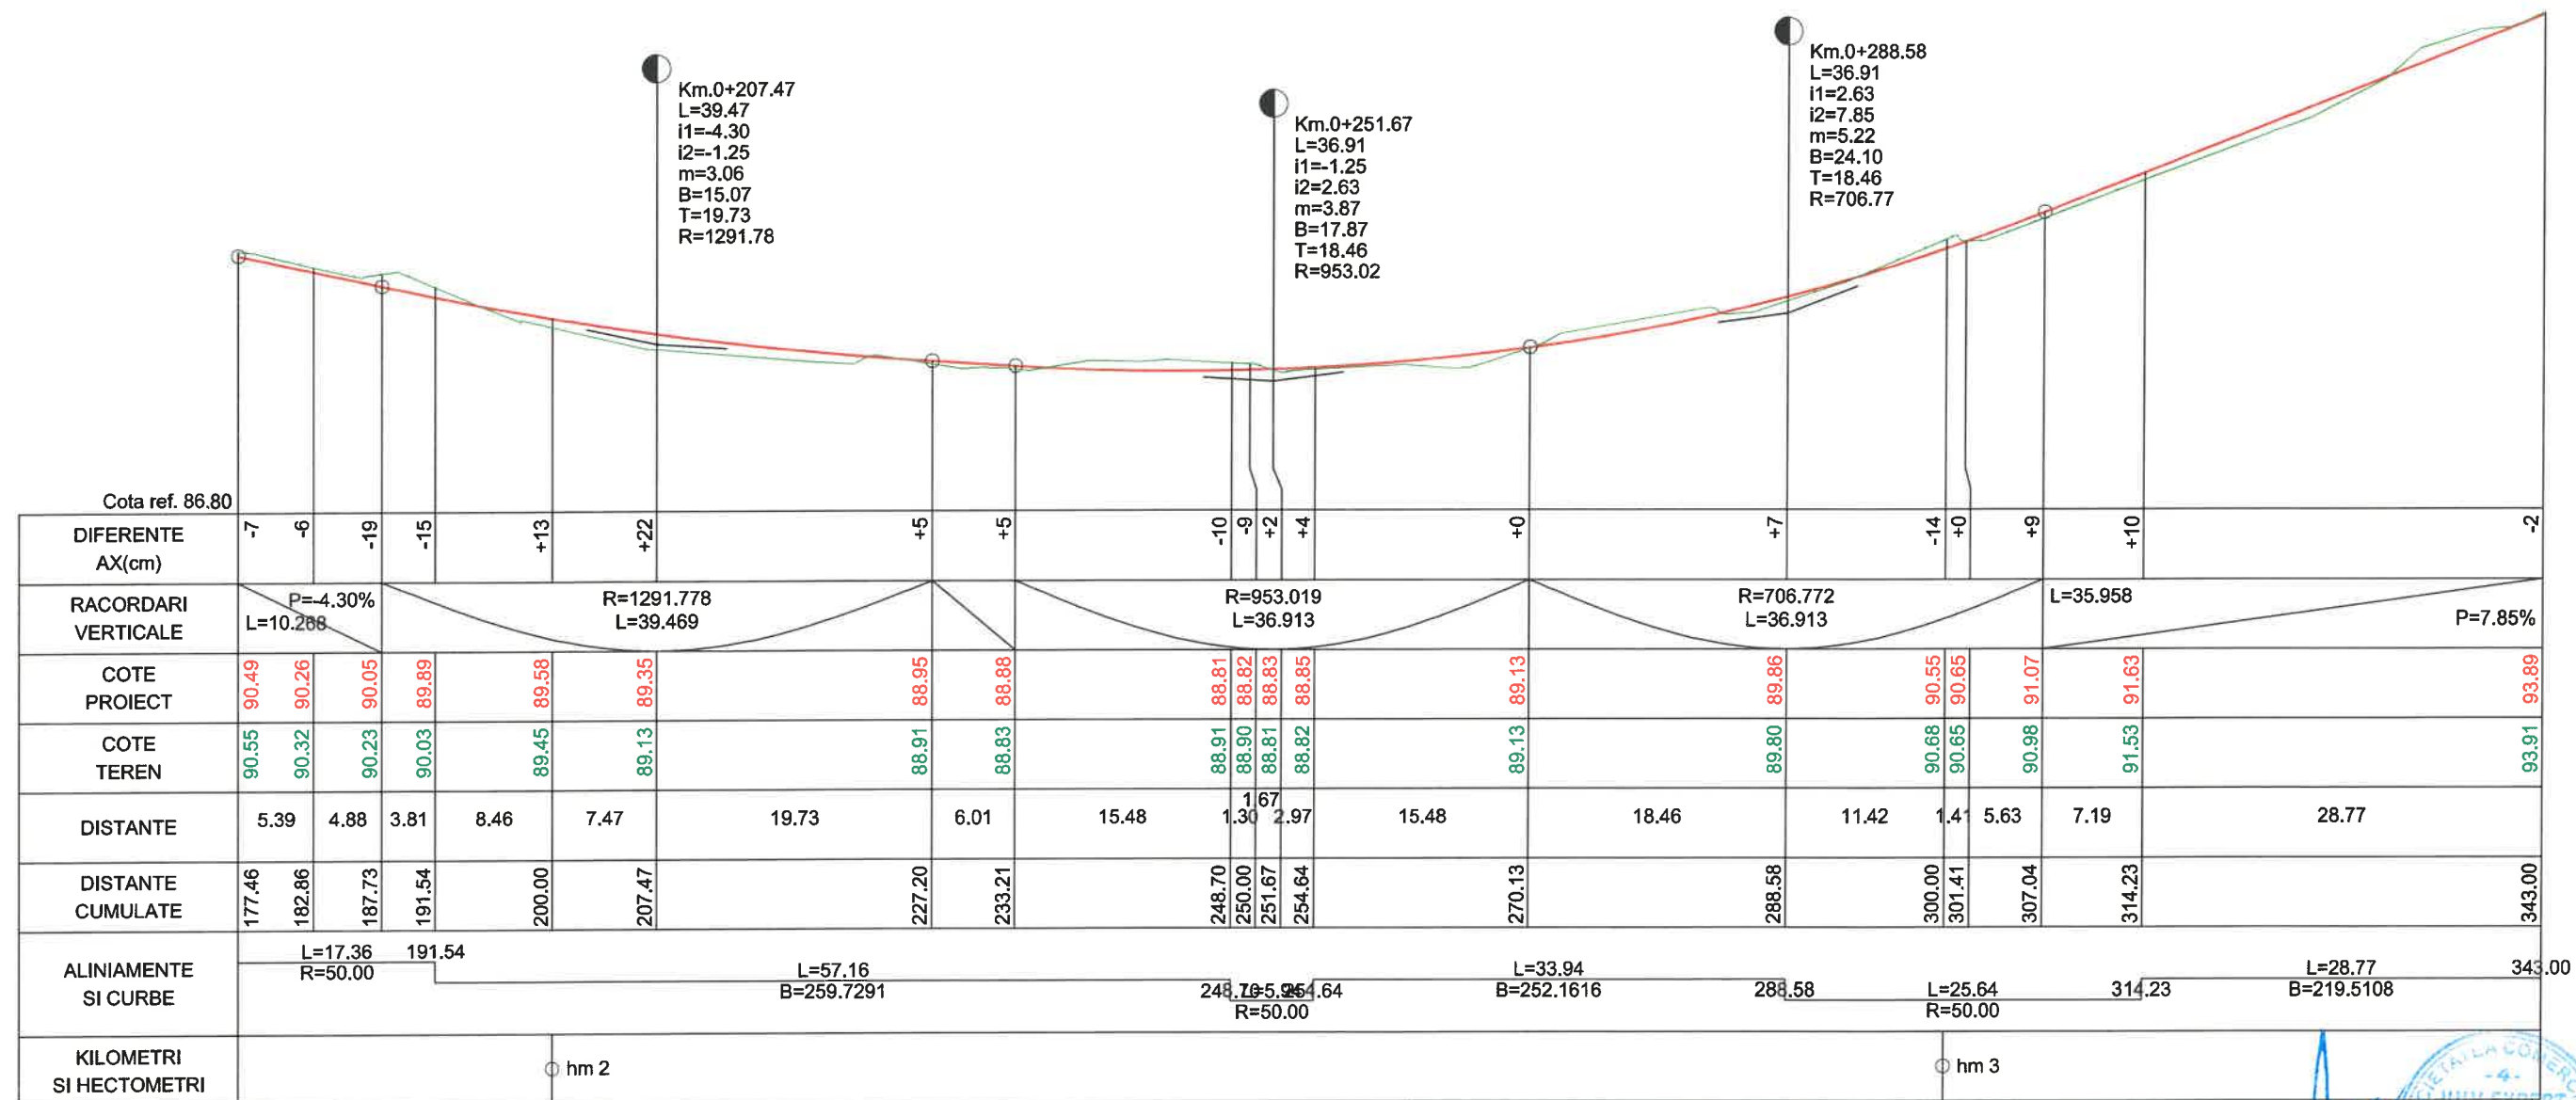 Km.0+207.47
L=39.47
i1=-4.30
i2=-1.25
m=3.06
B=15.07
T=19.73
R=1291.78
Km.0+251.67
L=36.91
i1=-1.25
i2=2.63
m=3.87
B=17.87
T=18.46
R=953.02
Km.0+288.58
L=36.91
i1=2.63
i2=7.85
m=5.22
B=24.10
T=18.46
R=706.77
Cota ref. 86.80
DIFERENTE
AX(cm)
-7 -6 -19 -15 +13 +22 +5 +5 -10 -9 +2 +4 +0 +7 -14 +0 +9 +10 -2
RACORDARI
VERTICALE
P=-4.30%
L=10.268
R=1291.778
L=39.469
R=953.019
L=36.913
R=706.772
L=36.913
L=35.958
P=7.85%
COTE
PROIECT
90.49 90.26 90.05 89.89 89.58 89.35 88.95 88.88 88.81 88.82 88.83 88.85 89.13 89.86 90.55 90.65 91.07 91.63 93.89
COTE
TEREN
90.55 90.32 90.23 90.03 89.45 89.13 88.91 88.83 88.91 88.90 88.81 88.82 89.13 89.80 90.68 90.65 90.98 91.53 93.91
DISTANTE
5.39 4.88 3.81 8.46 7.47 19.73 6.01 15.48 1.30 1.67 2.97 15.48 18.46 11.42 1.41 5.63 7.19 28.77
DISTANTE
CUMULATE
177.46 182.86 187.73 191.54 200.00 207.47 227.20 233.21 248.70 250.00 251.67 254.64 270.13 288.58 300.00 301.41 307.04 314.23 343.00
ALINIAMENTE
SI CURBE
L=17.36 191.54
R=50.00
L=57.16
B=259.7291
248.70 L=5.94 254.64
R=50.00
L=33.94
B=252.1616
288.58
L=25.64
R=50.00
314.23
L=28.77
B=219.5108
343.00
KILOMETRI
SI HECTOMETRI
hm 2
hm 3
-4-